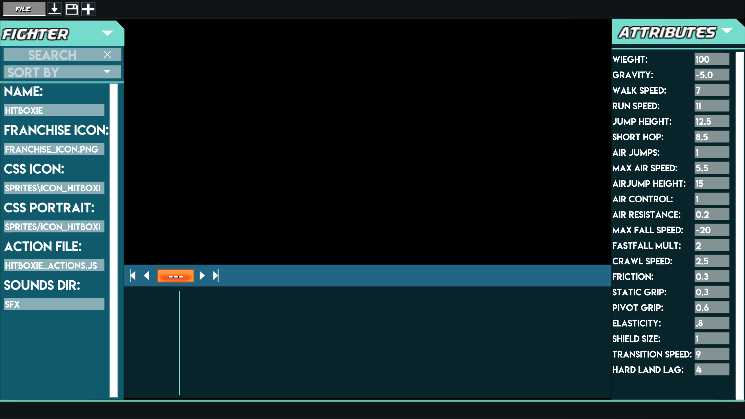 FILE
FIGHTER
SEARCH
SORT BY
NAME:
HITBOXIE
FRANCHISE ICON:
FRANCHISE_ICON.PNG
CSS ICON:
SPRITES\ICON_HITBOXI
CSS PORTRAIT:
SPRITES/ICON_HITBOXI
ACTION FILE:
HITBOXIE_ACTIONS.JS
SOUNDS DIR:
SFX
---
ATTRIBUTES
WIEGHT: 100
GRAVITY: -5.0
WALK SPEED: 7
RUN SPEED: 11
JUMP HEIGHT: 12.5
SHORT HOP: 8.5
AIR JUMPS: 1
MAX AIR SPEED: 5.5
AIRJUMP HEIGHT: 15
AIR CONTROL: 1
AIR RESISTANCE: 0.2
MAX FALL SPEED: -20
FASTFALL MULT: 2
CRAWL SPEED: 2.5
FRICTION: 0.3
STATIC GRIP: 0.3
PIVOT GRIP: 0.6
ELASTICITY: .8
SHIELD SIZE: 1
TRANSITION SPEED: 9
HARD LAND LAG: 4